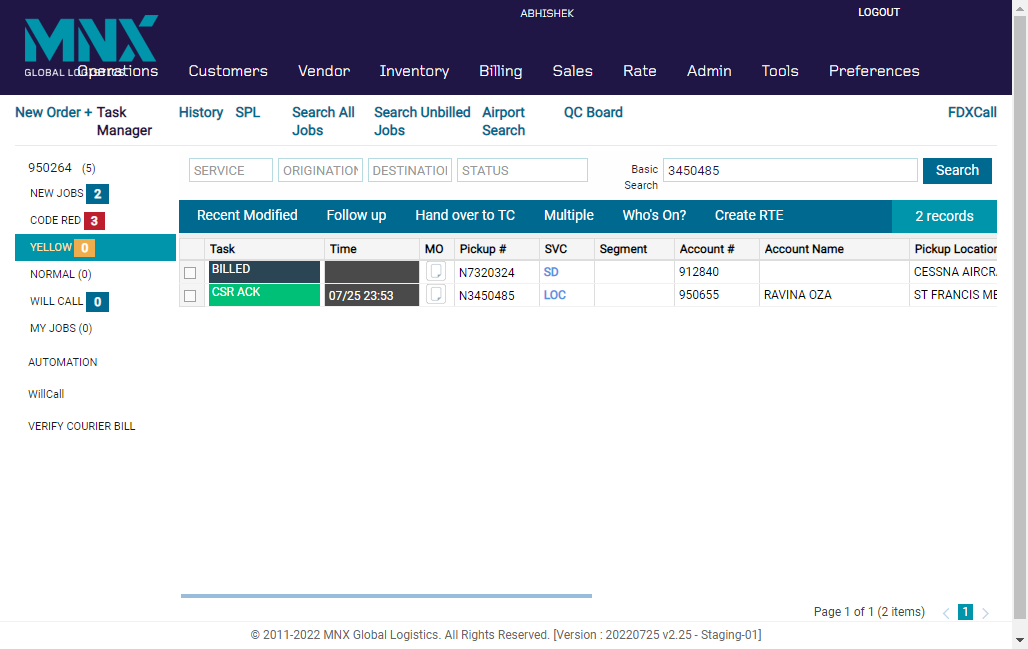 ABHISHEK
LOGOUT
MNX
GLOBAL LOGISTICS
Operations Customers Vendor Inventory Billing Sales Rate Admin Tools Preferences
New Order + Task Manager History SPL Search All Jobs Search Unbilled Jobs Airport Search QC Board FDXCall
950264 (5)
NEW JOBS 2
CODE RED 3
YELLOW 0
NORMAL (0)
WILL CALL 0
MY JOBS (0)
AUTOMATION
WillCall
VERIFY COURIER BILL
SERVICE ORIGINATION DESTINATIO STATUS Basic Search 3450485 Search
Recent Modified Follow up Hand over to TC Multiple Who's On? Create RTE 2 records
Task Time MO Pickup # SVC Segment Account # Account Name Pickup Location
BILLED N7320324 SD 912840 CESSNA AIRCRA
CSR ACK 07/25 23:53 N3450485 LOC 950655 RAVINA OZA ST FRANCIS ME
Page 1 of 1 (2 items) 1
© 2011-2022 MNX Global Logistics. All Rights Reserved. [Version : 20220725 v2.25 - Staging-01]